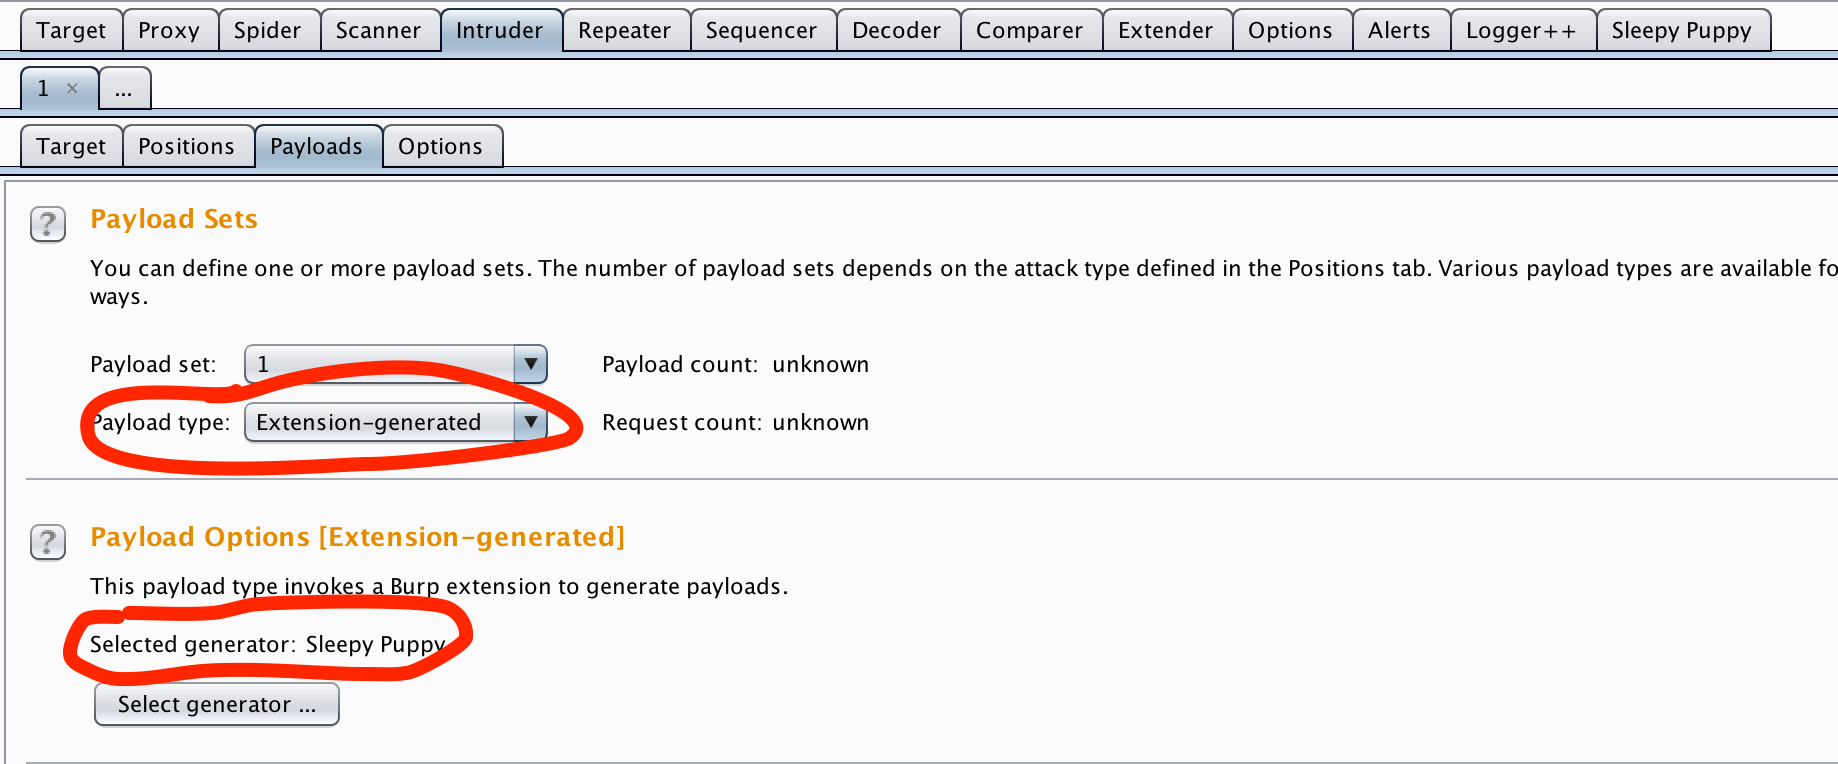 Target Proxy Spider Scanner Intruder Repeater Sequencer Decoder Comparer Extender Options Alerts Logger++ Sleepy Puppy
1 × ...
Target Positions Payloads Options
? Payload Sets
You can define one or more payload sets. The number of payload sets depends on the attack type defined in the Positions tab. Various payload types are available fo
ways.
Payload set: 1 Payload count: unknown
Payload type: Extension-generated Request count: unknown
? Payload Options [Extension-generated]
This payload type invokes a Burp extension to generate payloads.
Selected generator: Sleepy Puppy
Select generator ...